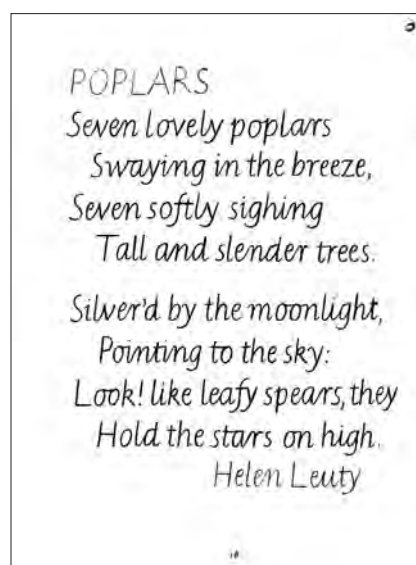 POPLARS
Seven lovely poplars
Swaying in the breeze,
Seven softly sighing
Tall and slender trees.
Silver'd by the moonlight,
Pointing to the sky:
Look! like leafy spears, they
Hold the stars on high.
Helen Leuty